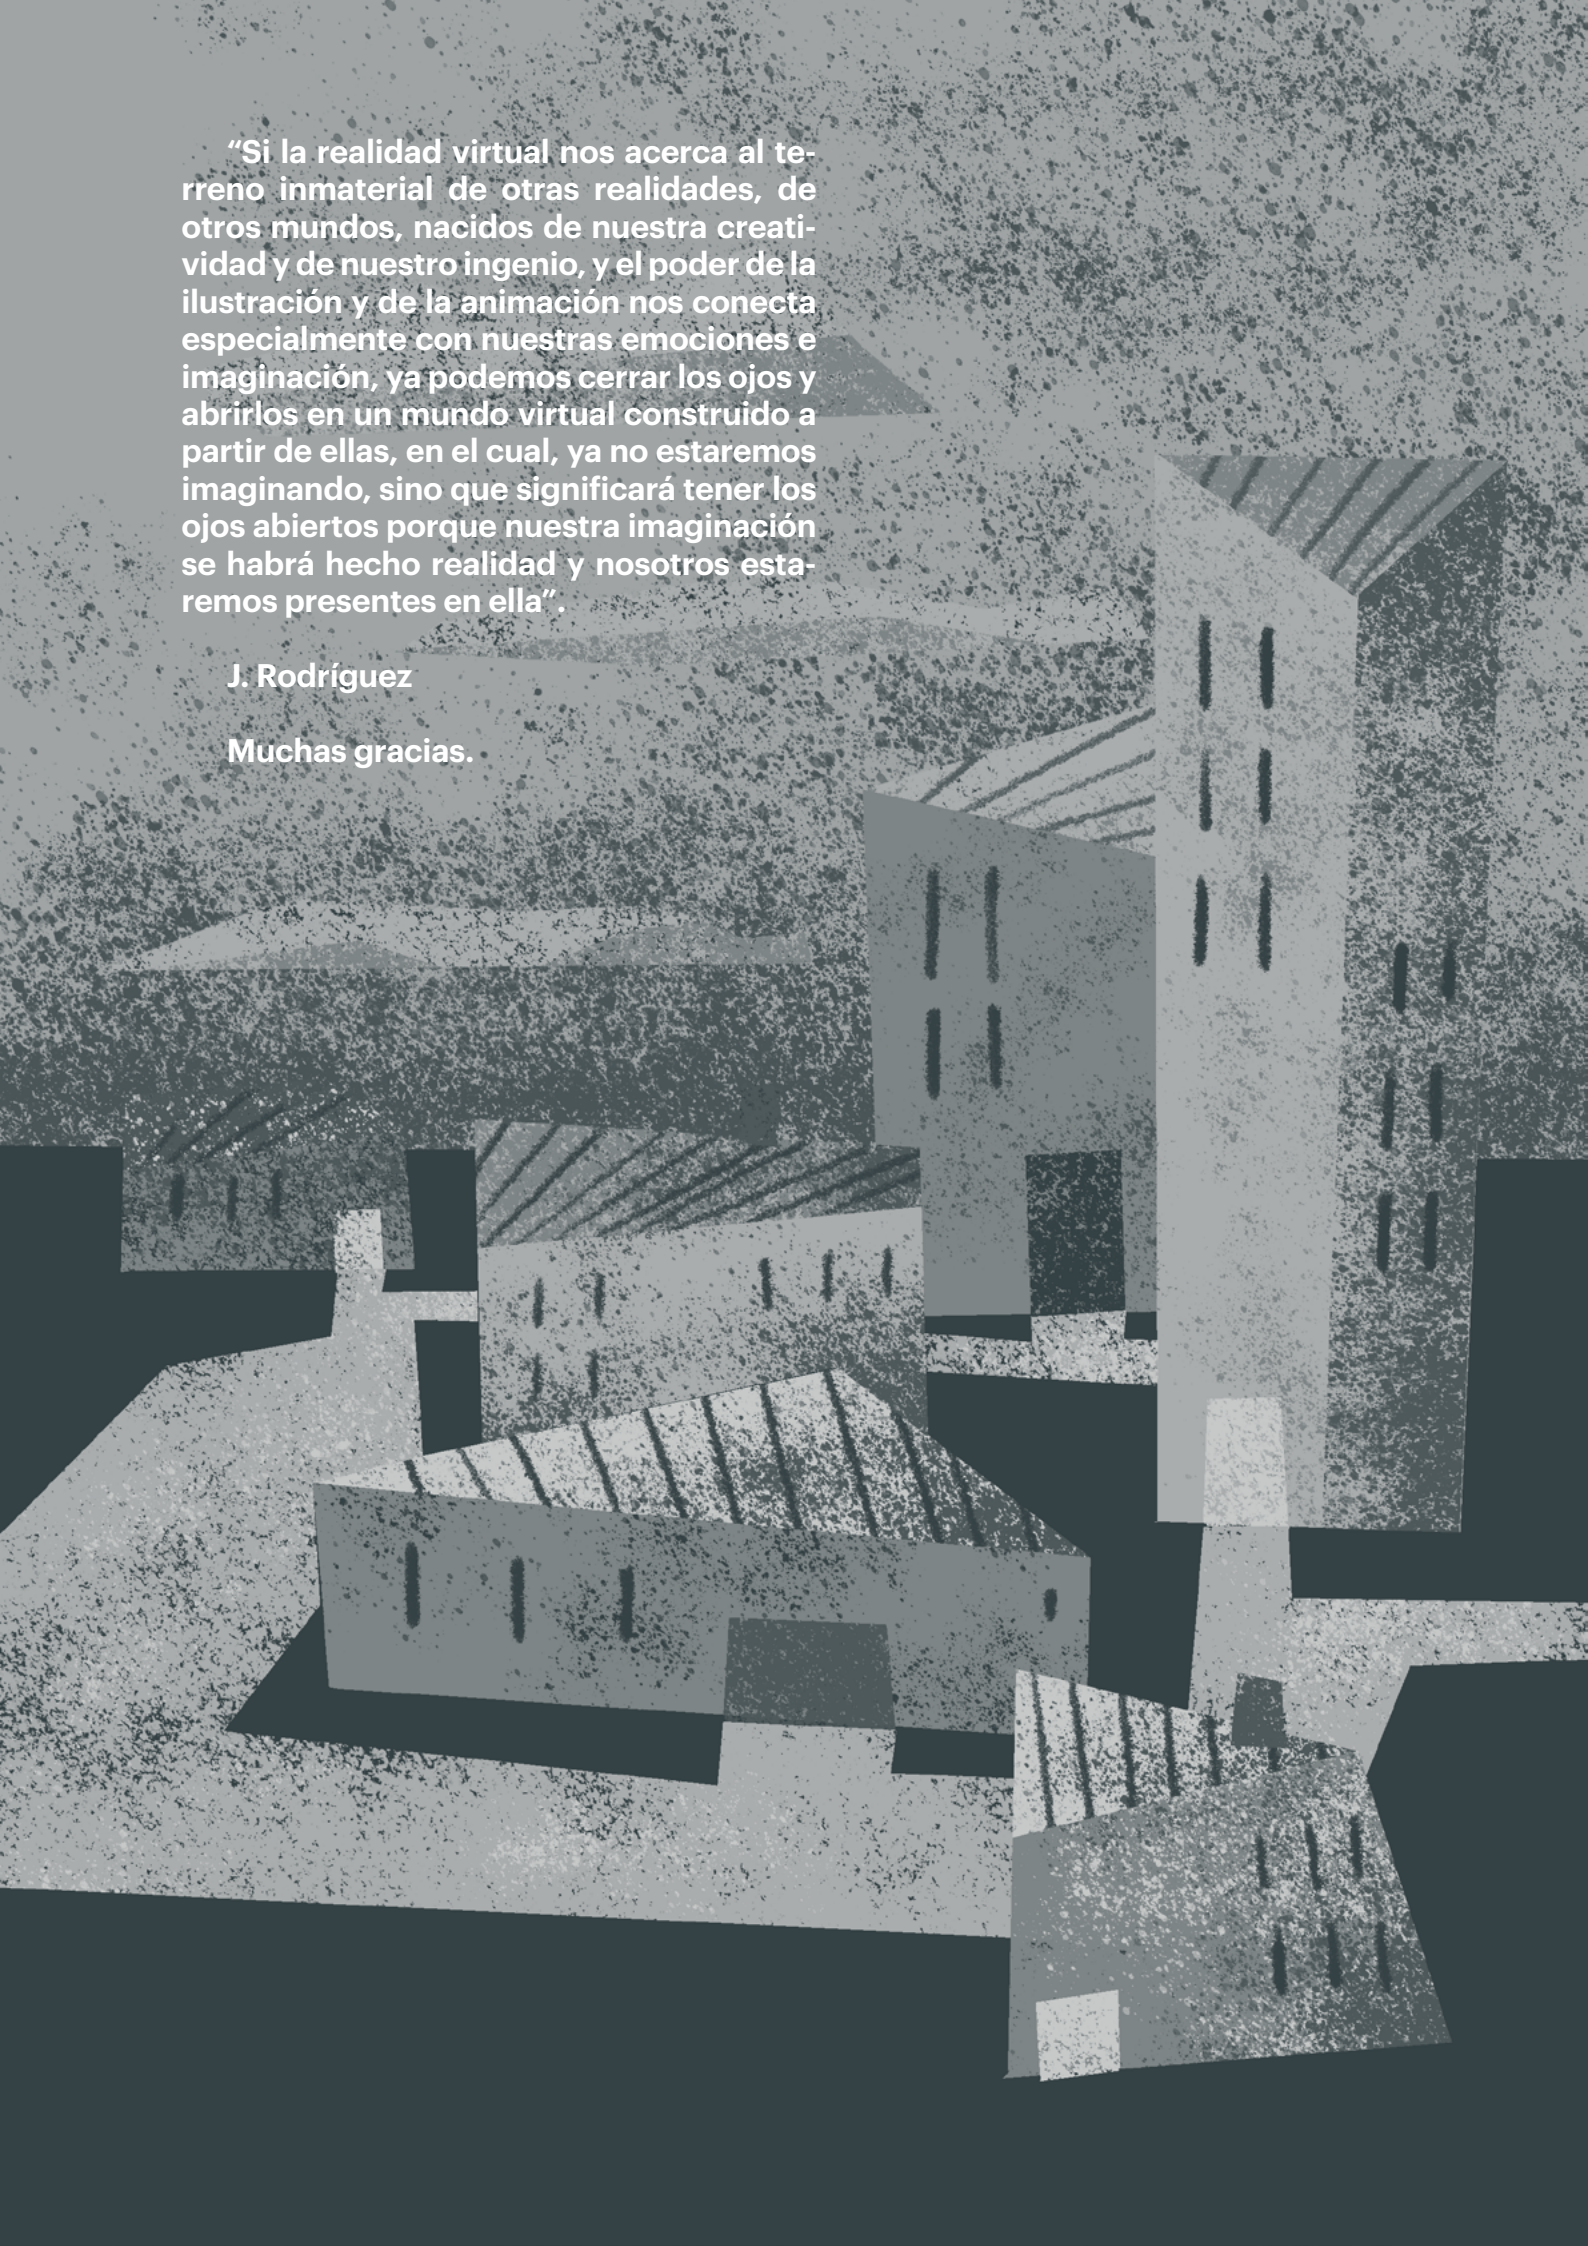 “Si la realidad virtual nos acerca al te-
rreno inmaterial de otras realidades, de
otros mundos, nacidos de nuestra creati-
vidad y de nuestro ingenio, y el poder de la
ilustración y de la animación nos conecta
especialmente con nuestras emociones e
imaginación, ya podemos cerrar los ojos y
abrirlos en un mundo virtual construido a
partir de ellas, en el cual, ya no estaremos
imaginando, sino que significará tener los
ojos abiertos porque nuestra imaginación
se habrá hecho realidad y nosotros esta-
remos presentes en ella”.
J. Rodríguez
Muchas gracias.